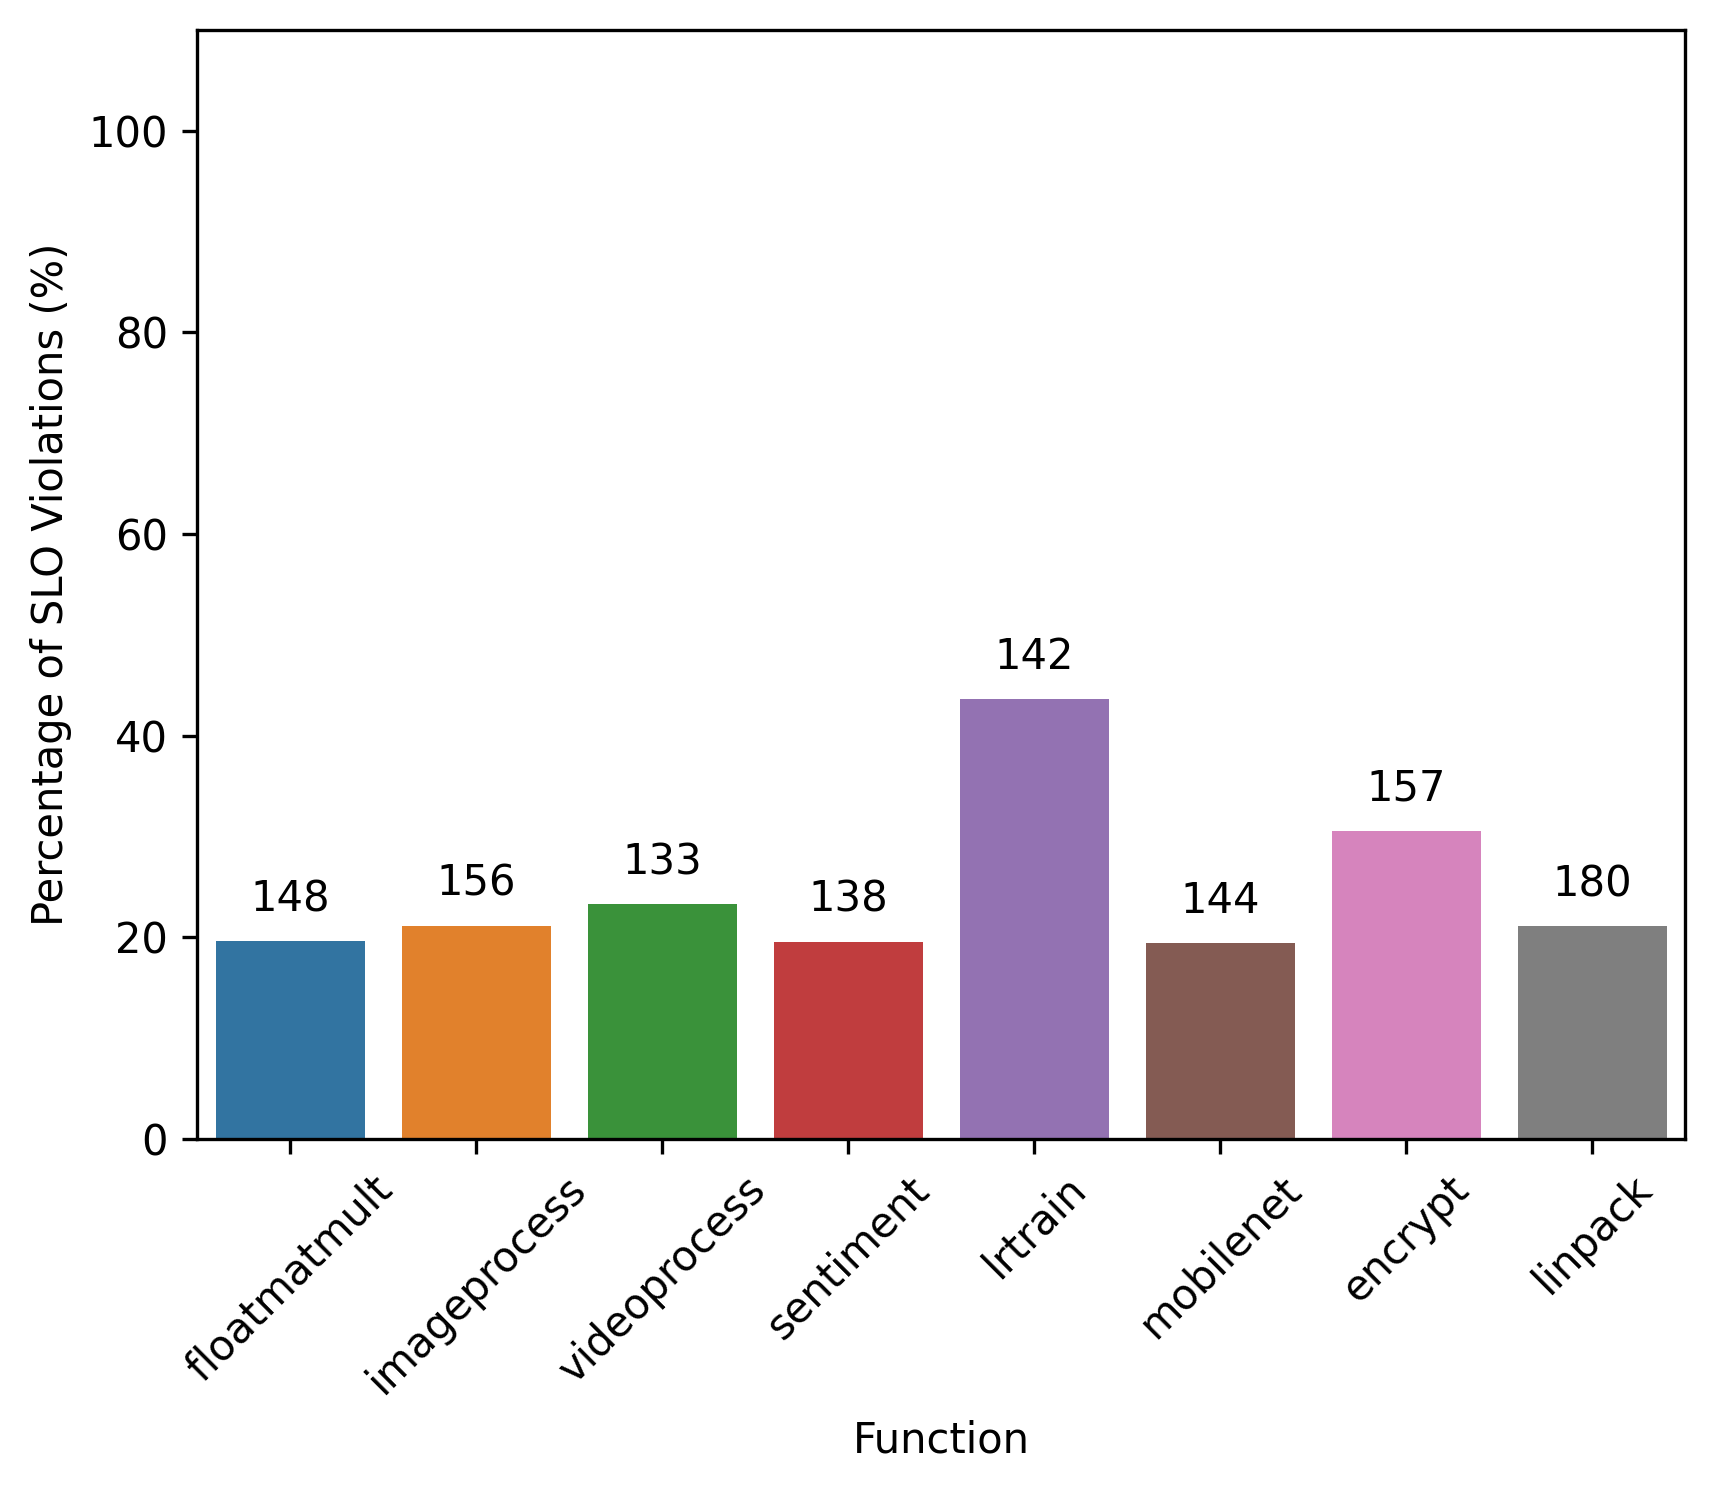 Percentage of SLO Violations (%)
100
80
60
40
20
0
148
156
133
138
142
144
157
180
floatmatmult
imageprocess
videoprocess
sentiment
lrtrain
mobilenet
encrypt
linpack
Function